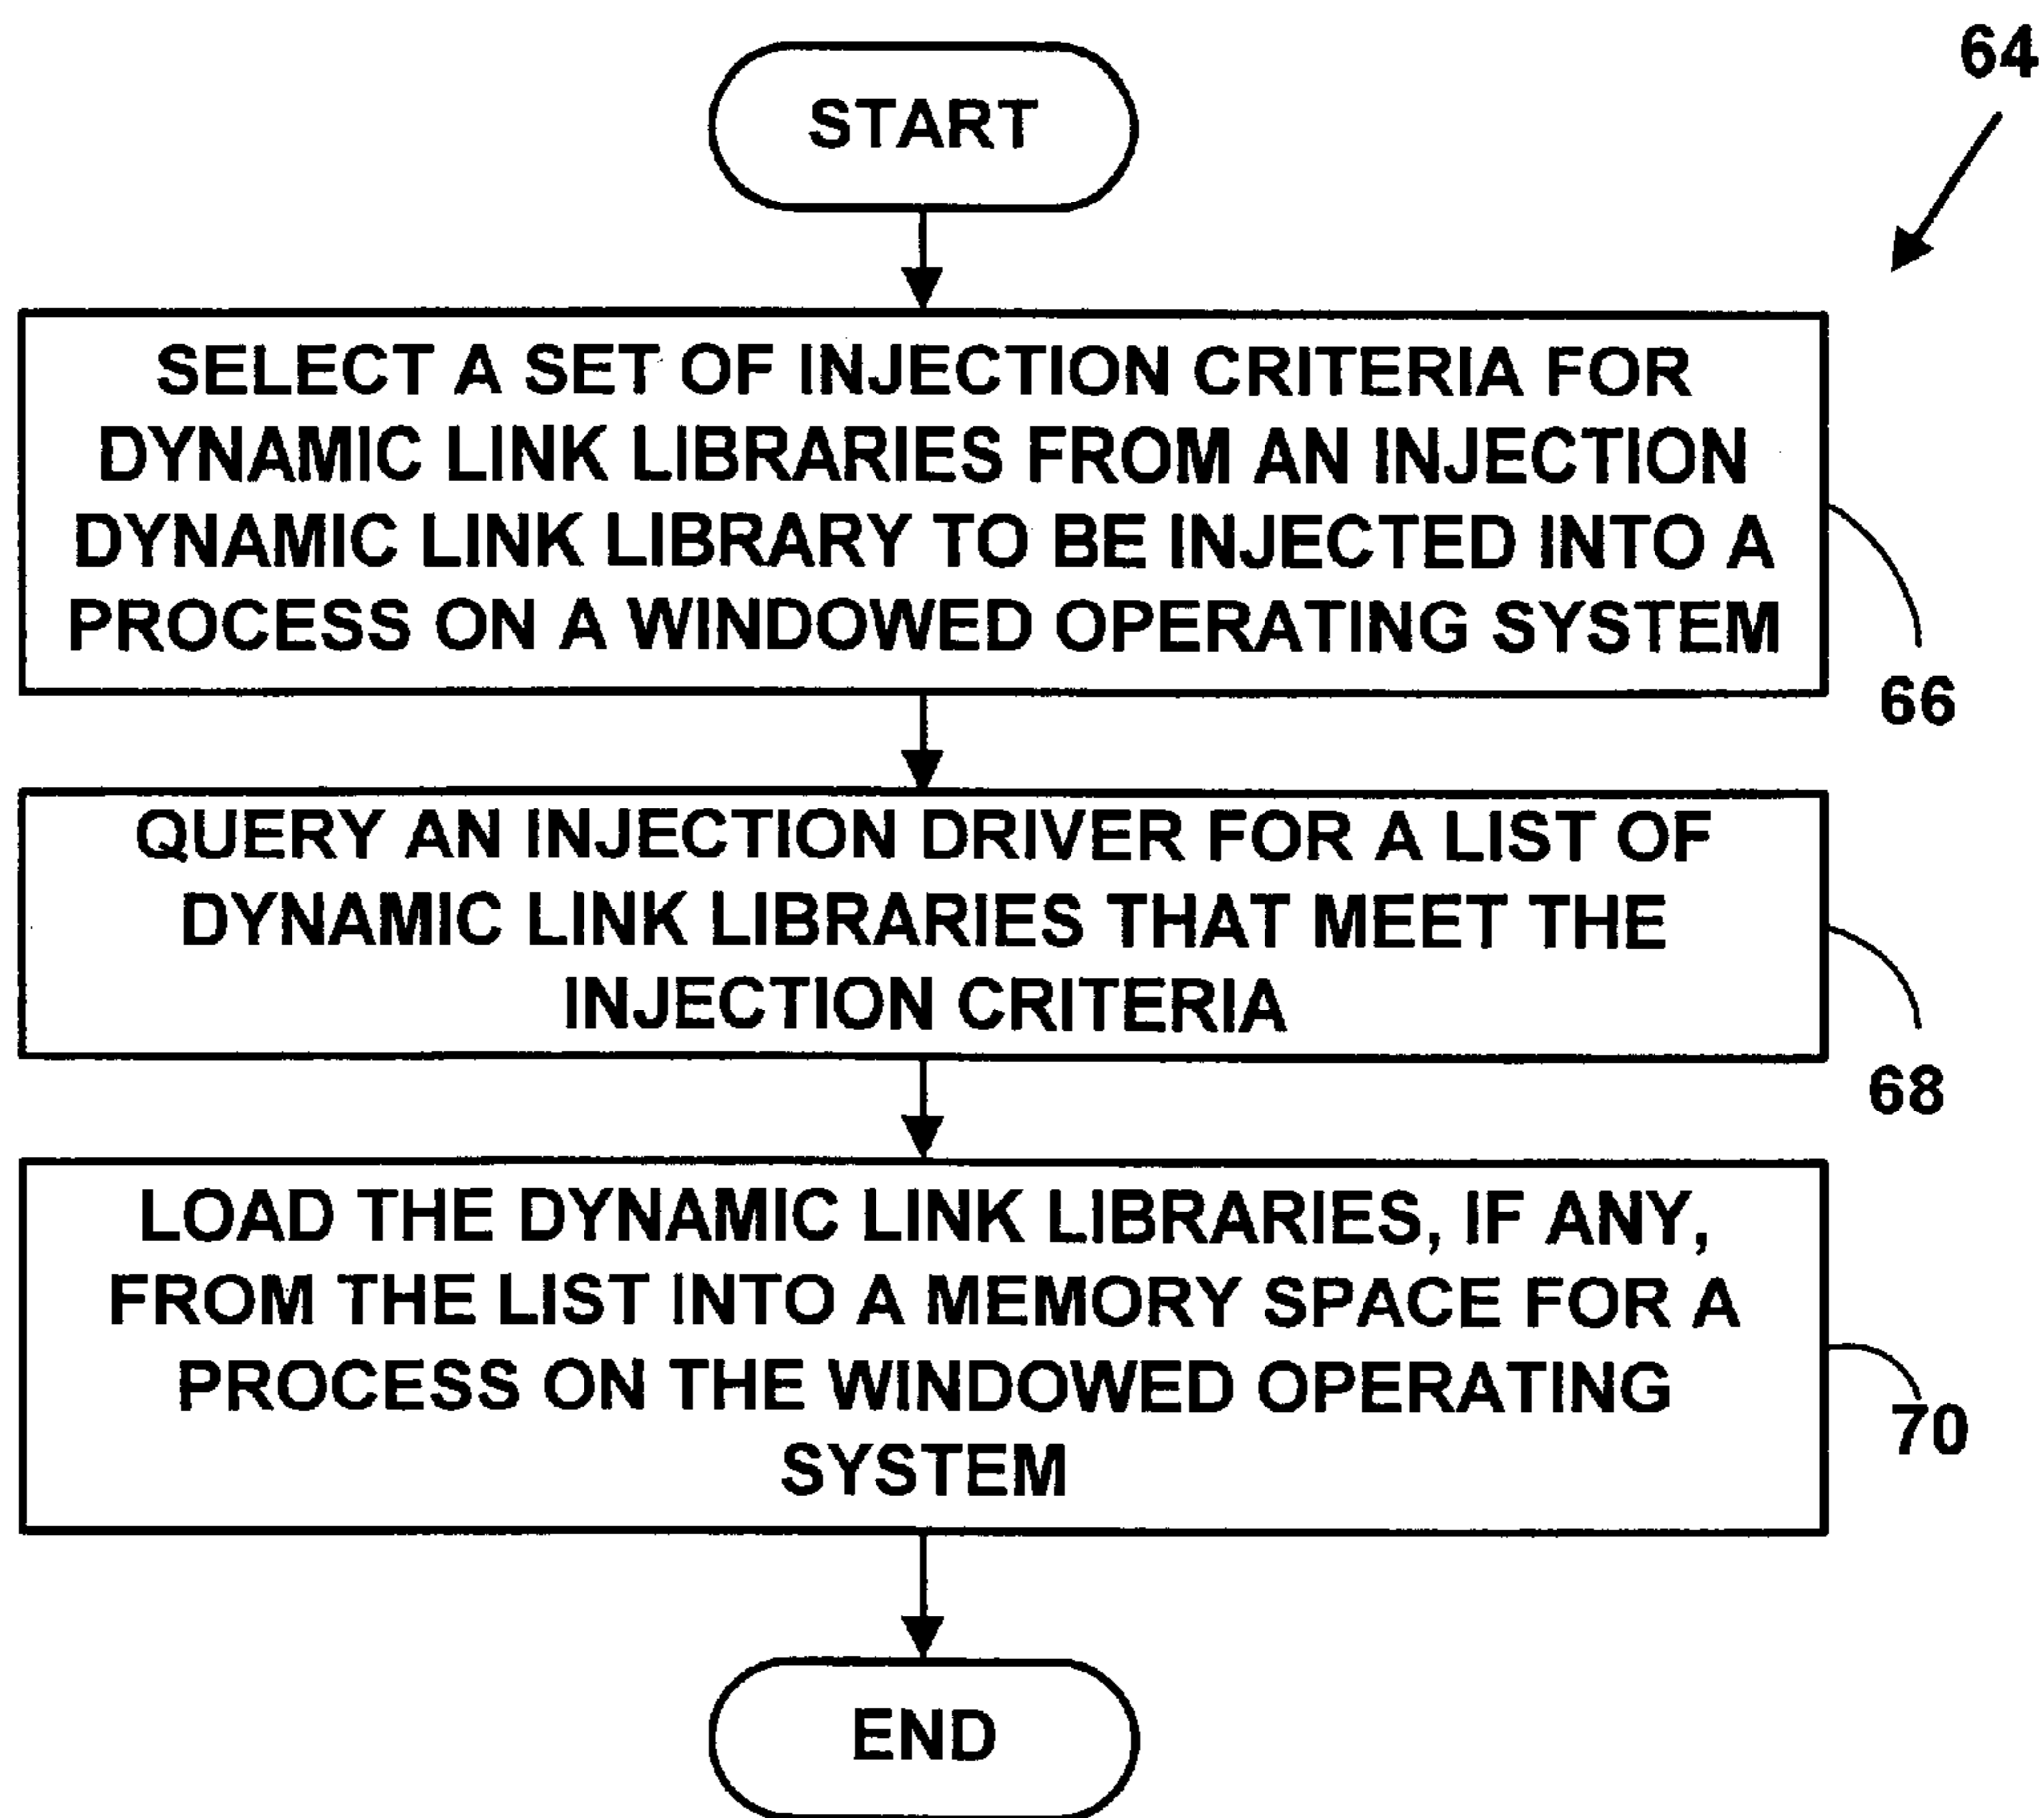 START
64
SELECT A SET OF INJECTION CRITERIA FOR
DYNAMIC LINK LIBRARIES FROM AN INJECTION
DYNAMIC LINK LIBRARY TO BE INJECTED INTO A
PROCESS ON A WINDOWED OPERATING SYSTEM
66
QUERY AN INJECTION DRIVER FOR A LIST OF
DYNAMIC LINK LIBRARIES THAT MEET THE
INJECTION CRITERIA
68
LOAD THE DYNAMIC LINK LIBRARIES, IF ANY,
FROM THE LIST INTO A MEMORY SPACE FOR A
PROCESS ON THE WINDOWED OPERATING
SYSTEM
70
END